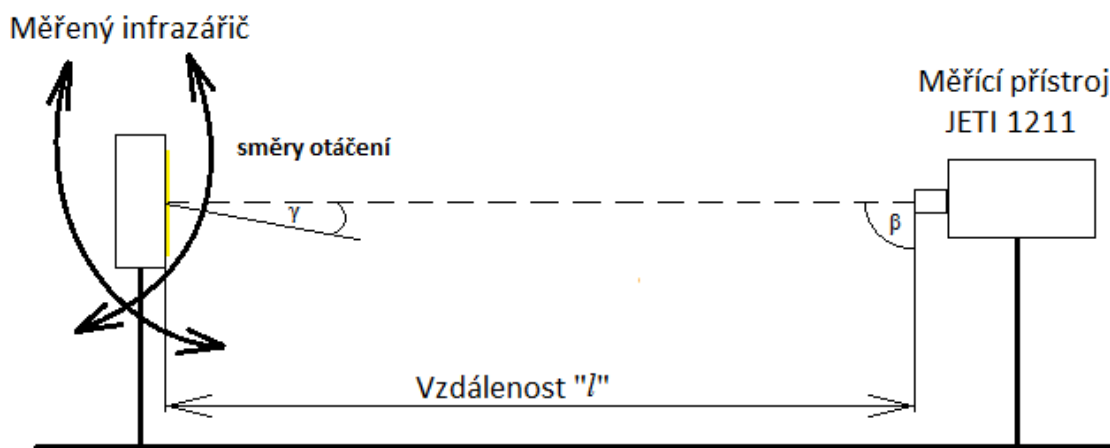 Měřený infrazářič
Měřící přístroj
JETI 1211
směry otáčení
γ
β
Vzdálenost "l"